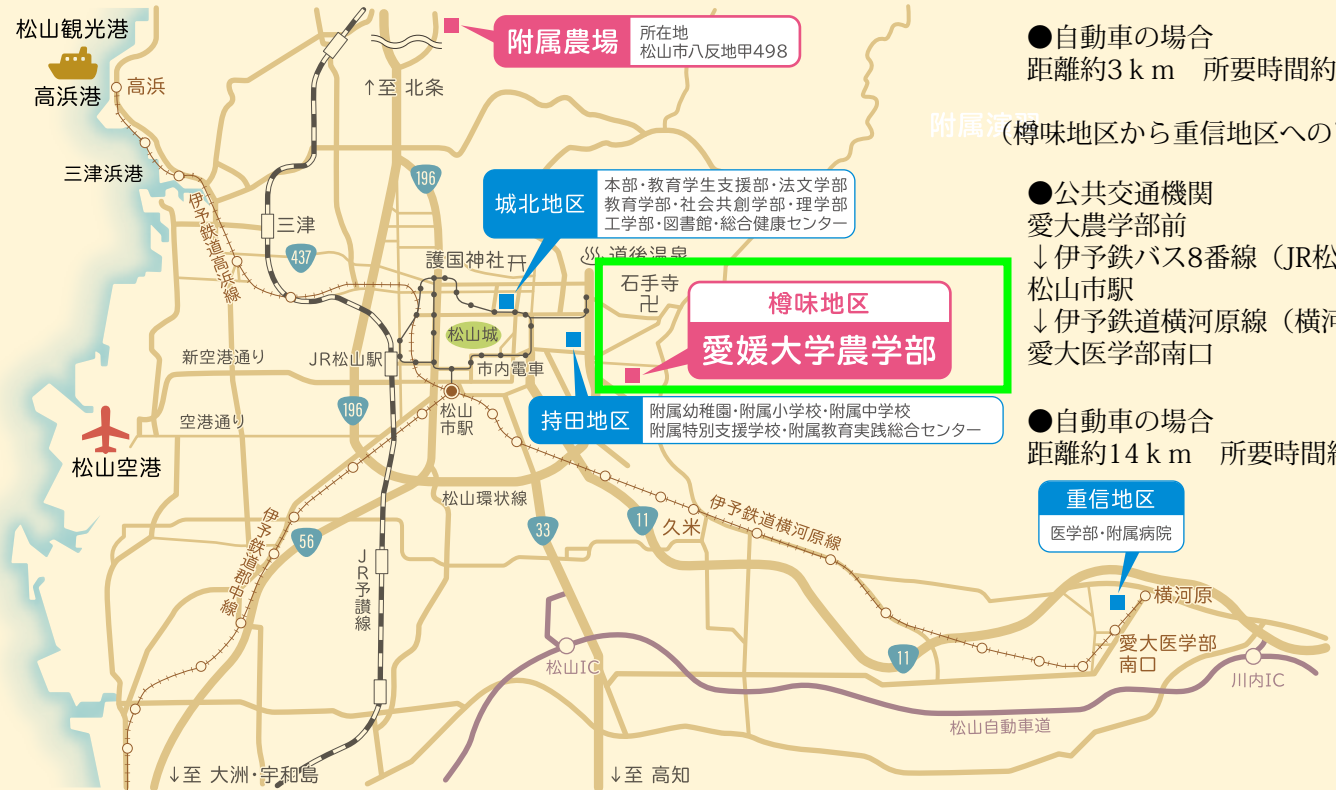 松山観光港
高浜港
高浜
附属農場
所在地
松山市八反地甲498
↑至 北条
三津浜港
伊予鉄道高浜線
三津
437
196
城北地区
本部・教育学生支援部・法文学部
教育学部・社会共創学部・理学部
工学部・図書館・総合健康センター
護国神社
道後温泉
石手寺
樽味地区
愛媛大学農学部
松山城
新空港通り
JR松山駅
市内電車
196
空港通り
松山
市駅
持田地区
附属幼稚園・附属小学校・附属中学校
附属特別支援学校・附属教育実践総合センター
松山空港
松山環状線
伊予鉄道郡中線
56
JR予讃線
33
11
久米
伊予鉄道横河原線
重信地区
医学部・附属病院
横河原
愛大医学部
南口
11
松山IC
川内IC
松山自動車道
↓至 大洲・宇和島
↓至 高知
●自動車の場合
距離約3km 所要時間約
附属演
(樽味地区から重信地区への
●公共交通機関
愛大農学部前
↓伊予鉄バス8番線（JR松
松山市駅
↓伊予鉄道横河原線（横河
愛大医学部南口
●自動車の場合
距離約14km 所要時間